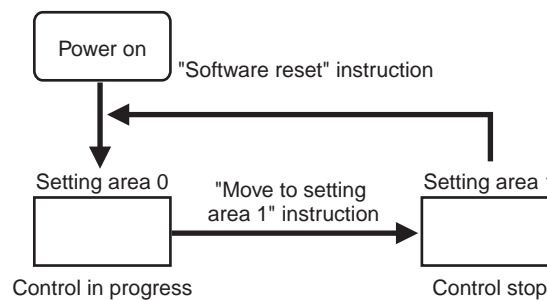 Power on
"Software reset" instruction
Setting area 0
"Move to setting
area 1" instruction
Setting area 1
Control in progress
Control stop